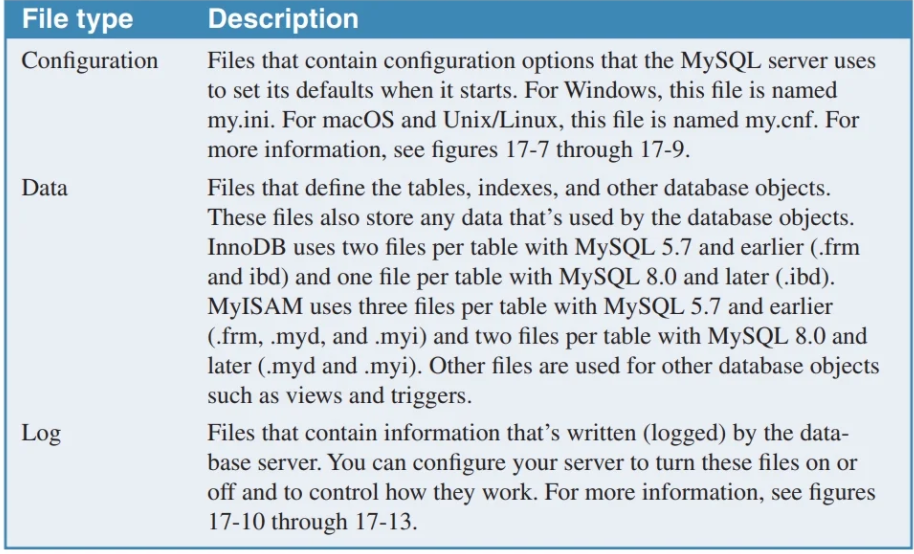 File type Description
Configuration Files that contain configuration options that the MySQL server uses
to set its defaults when it starts. For Windows, this file is named
my.ini. For macOS and Unix/Linux, this file is named my.cnf. For
more information, see figures 17-7 through 17-9.
Data Files that define the tables, indexes, and other database objects.
These files also store any data that’s used by the database objects.
InnoDB uses two files per table with MySQL 5.7 and earlier (.frm
and ibd) and one file per table with MySQL 8.0 and later (.ibd).
MyISAM uses three files per table with MySQL 5.7 and earlier
(.frm, .myd, and .myi) and two files per table with MySQL 8.0 and
later (.myd and .myi). Other files are used for other database objects
such as views and triggers.
Log Files that contain information that’s written (logged) by the data-
base server. You can configure your server to turn these files on or
off and to control how they work. For more information, see figures
17-10 through 17-13.